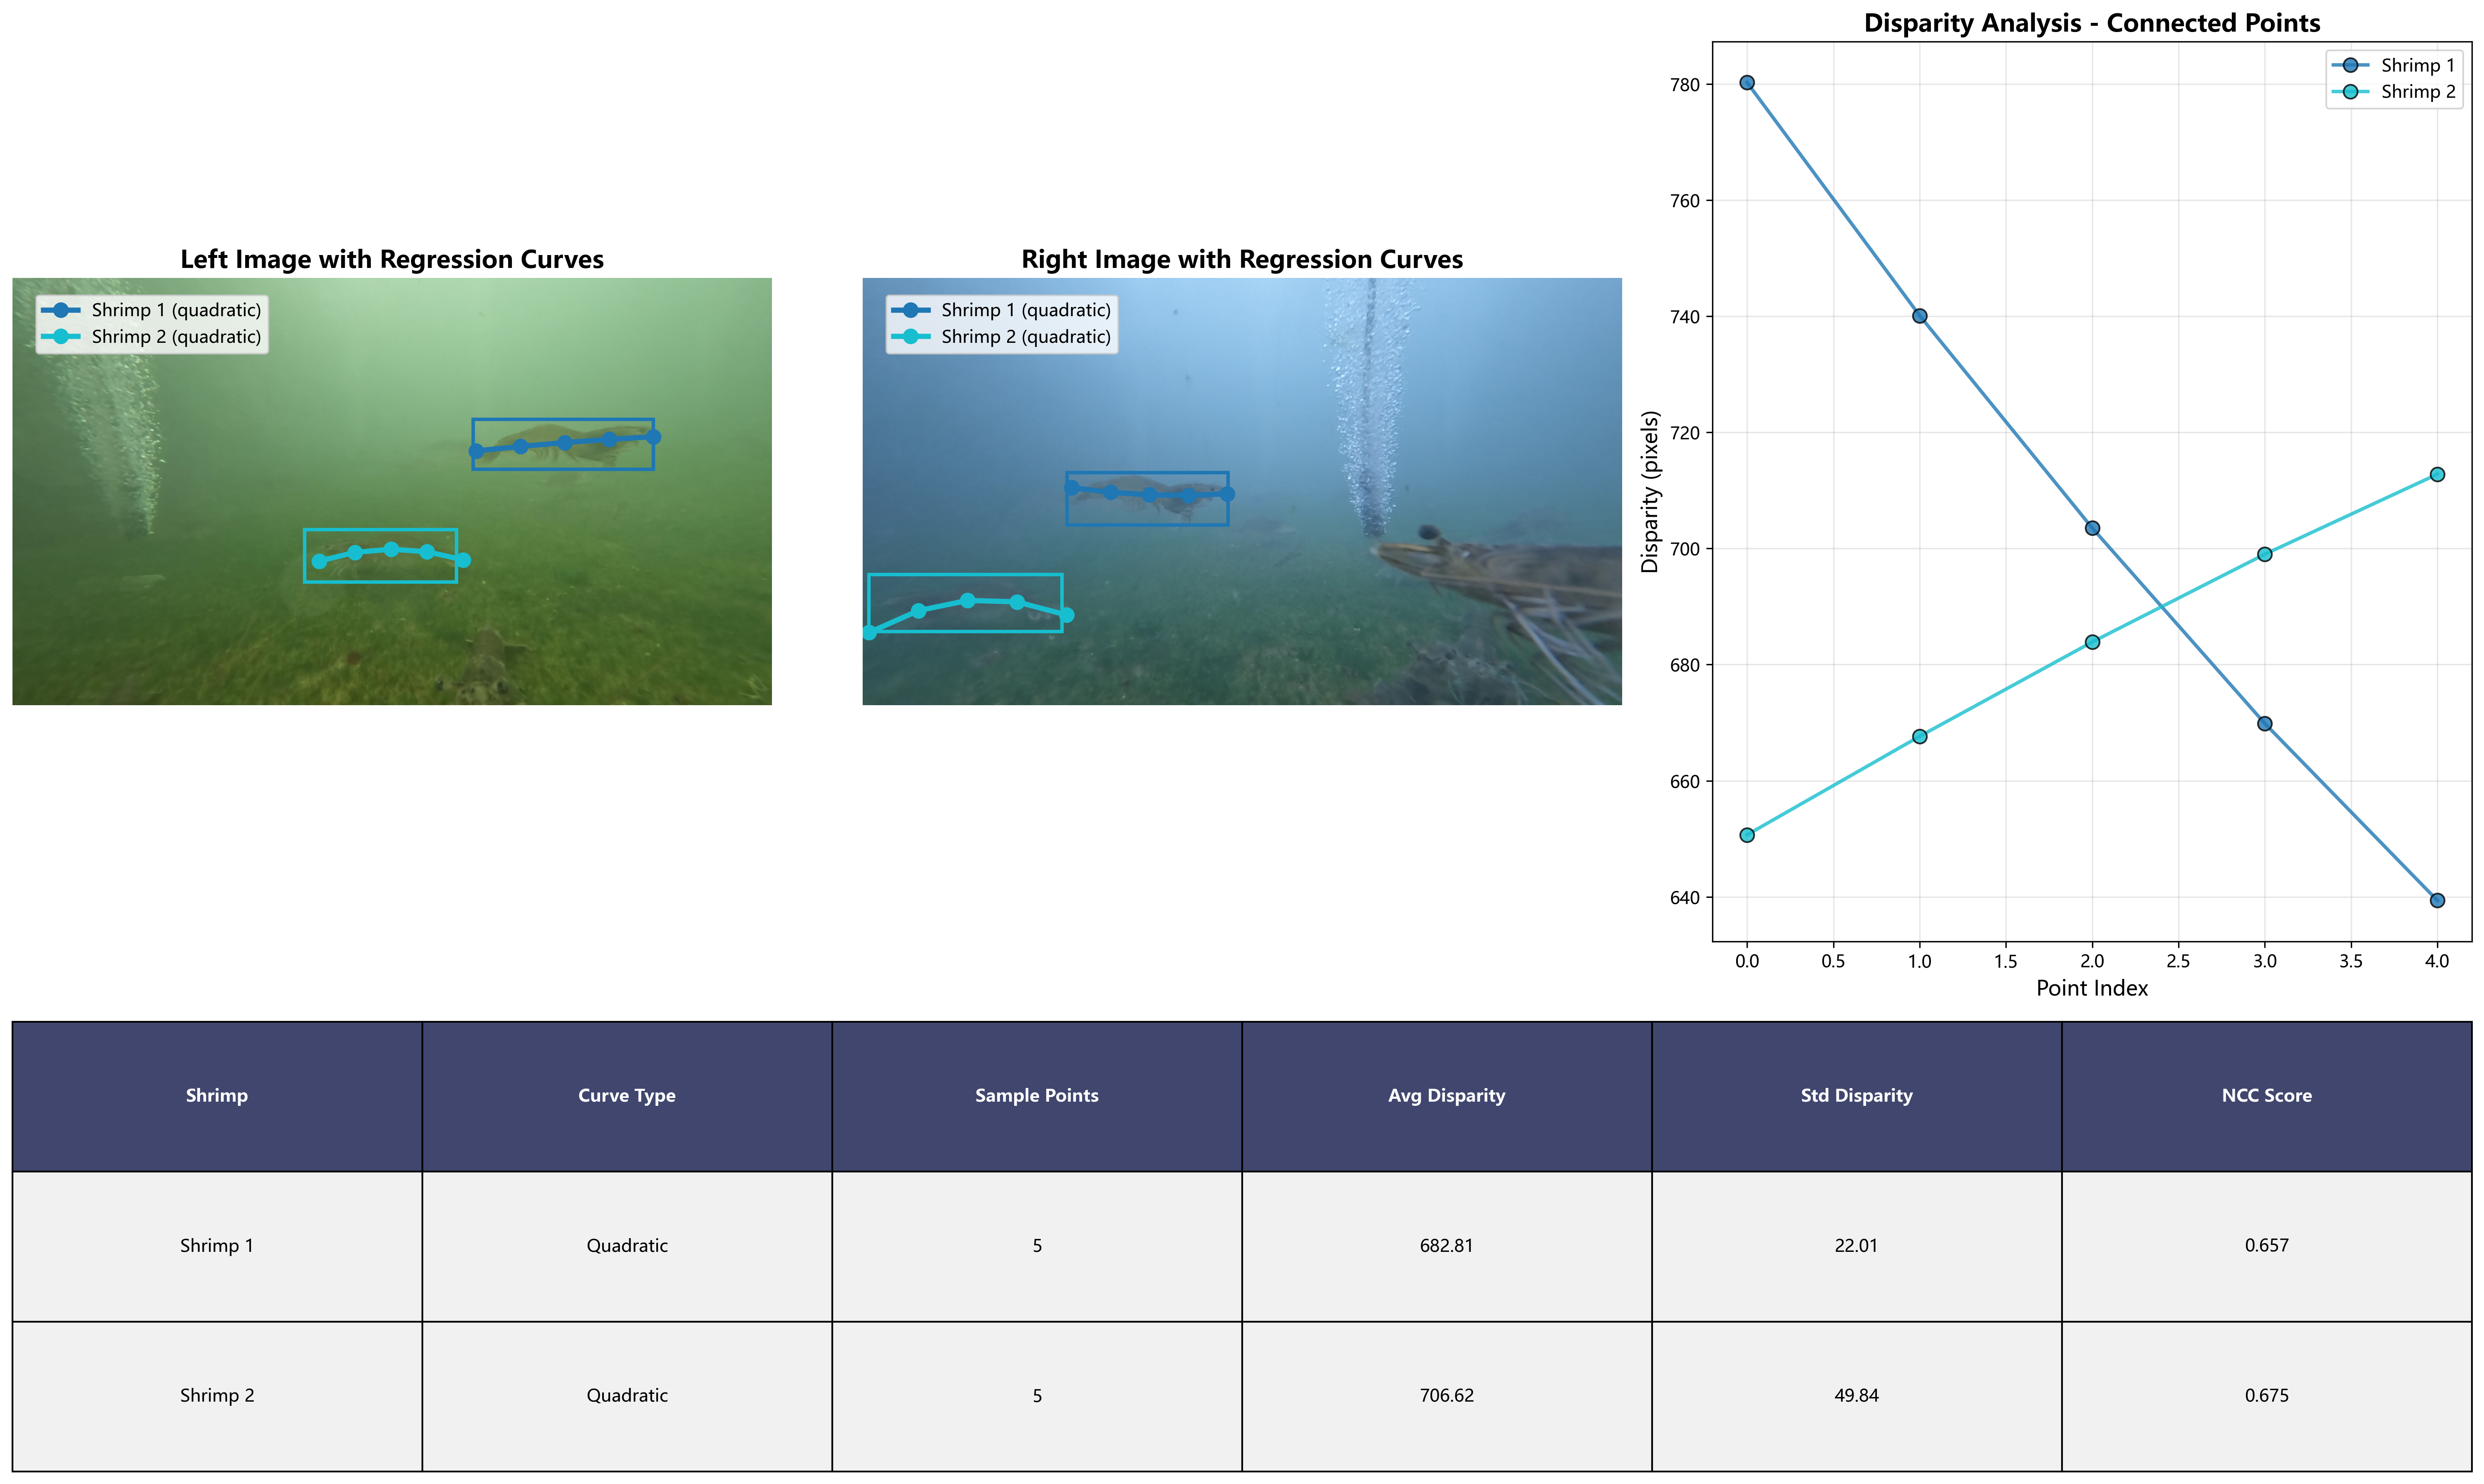 Left Image with Regression Curves
Shrimp 1 (quadratic)
Shrimp 2 (quadratic)
Right Image with Regression Curves
Shrimp 1 (quadratic)
Shrimp 2 (quadratic)
Disparity Analysis - Connected Points
Shrimp 1
Shrimp 2
780
760
740
720
700
680
660
640
Disparity (pixels)
0.0 0.5 1.0 1.5 2.0 2.5 3.0 3.5 4.0
Point Index
Shrimp Curve Type Sample Points Avg Disparity Std Disparity NCC Score
Shrimp 1 Quadratic 5 682.81 22.01 0.657
Shrimp 2 Quadratic 5 706.62 49.84 0.675